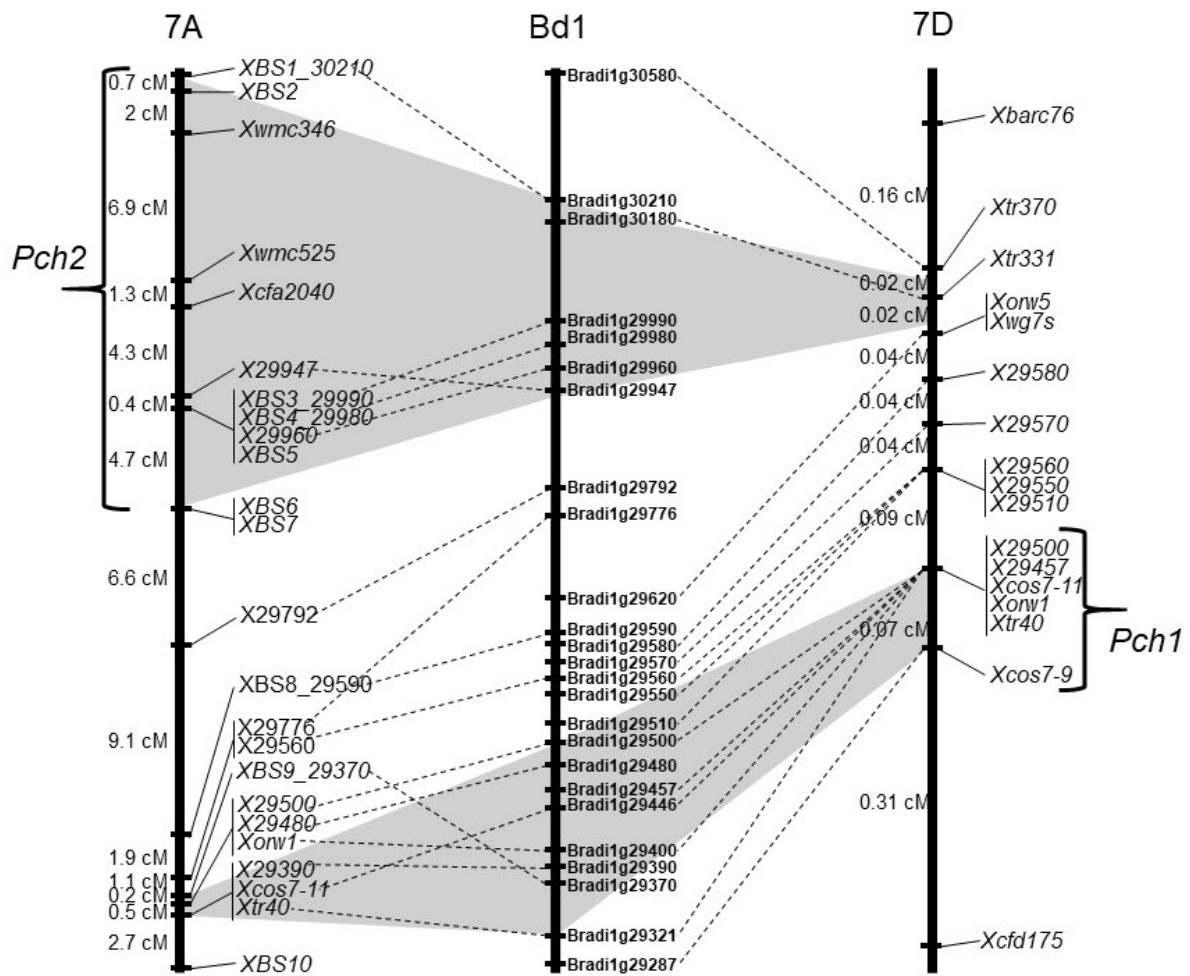 7A
Bd1
7D
Pch2
0.7 cM
2 cM
6.9 cM
1.3 cM
4.3 cM
0.4 cM
4.7 cM
6.6 cM
9.1 cM
1.9 cM
1.1 cM
0.2 cM
0.5 cM
2.7 cM
XBS1_30210
XBS2
Xwmc346
Xwmc525
Xcfa2040
X29947
XBS3_29990
XBS4_29980
X29960
XBS5
XBS6
XBS7
X29792
XBS8_29590
X29776
X29560
XBS9_29370
X29500
X29480
Xorw1
X29390
Xcos7-11
Xtr40
XBS10
Bradi1g30580
Bradi1g30210
Bradi1g30180
Bradi1g29990
Bradi1g29980
Bradi1g29960
Bradi1g29947
Bradi1g29792
Bradi1g29776
Bradi1g29620
Bradi1g29590
Bradi1g29580
Bradi1g29570
Bradi1g29560
Bradi1g29550
Bradi1g29510
Bradi1g29500
Bradi1g29480
Bradi1g29457
Bradi1g29446
Bradi1g29400
Bradi1g29390
Bradi1g29370
Bradi1g29321
Bradi1g29287
0.16 cM
0.02 cM
0.02 cM
0.04 cM
0.04 cM
0.04 cM
0.09 cM
0.07 cM
0.31 cM
Xbarc76
Xtr370
Xtr331
Xorw5
Xwg7s
X29580
X29570
X29560
X29550
X29510
X29500
X29457
Xcos7-11
Xorw1
Xtr40
Xcos7-9
Xcfd175
Pch1